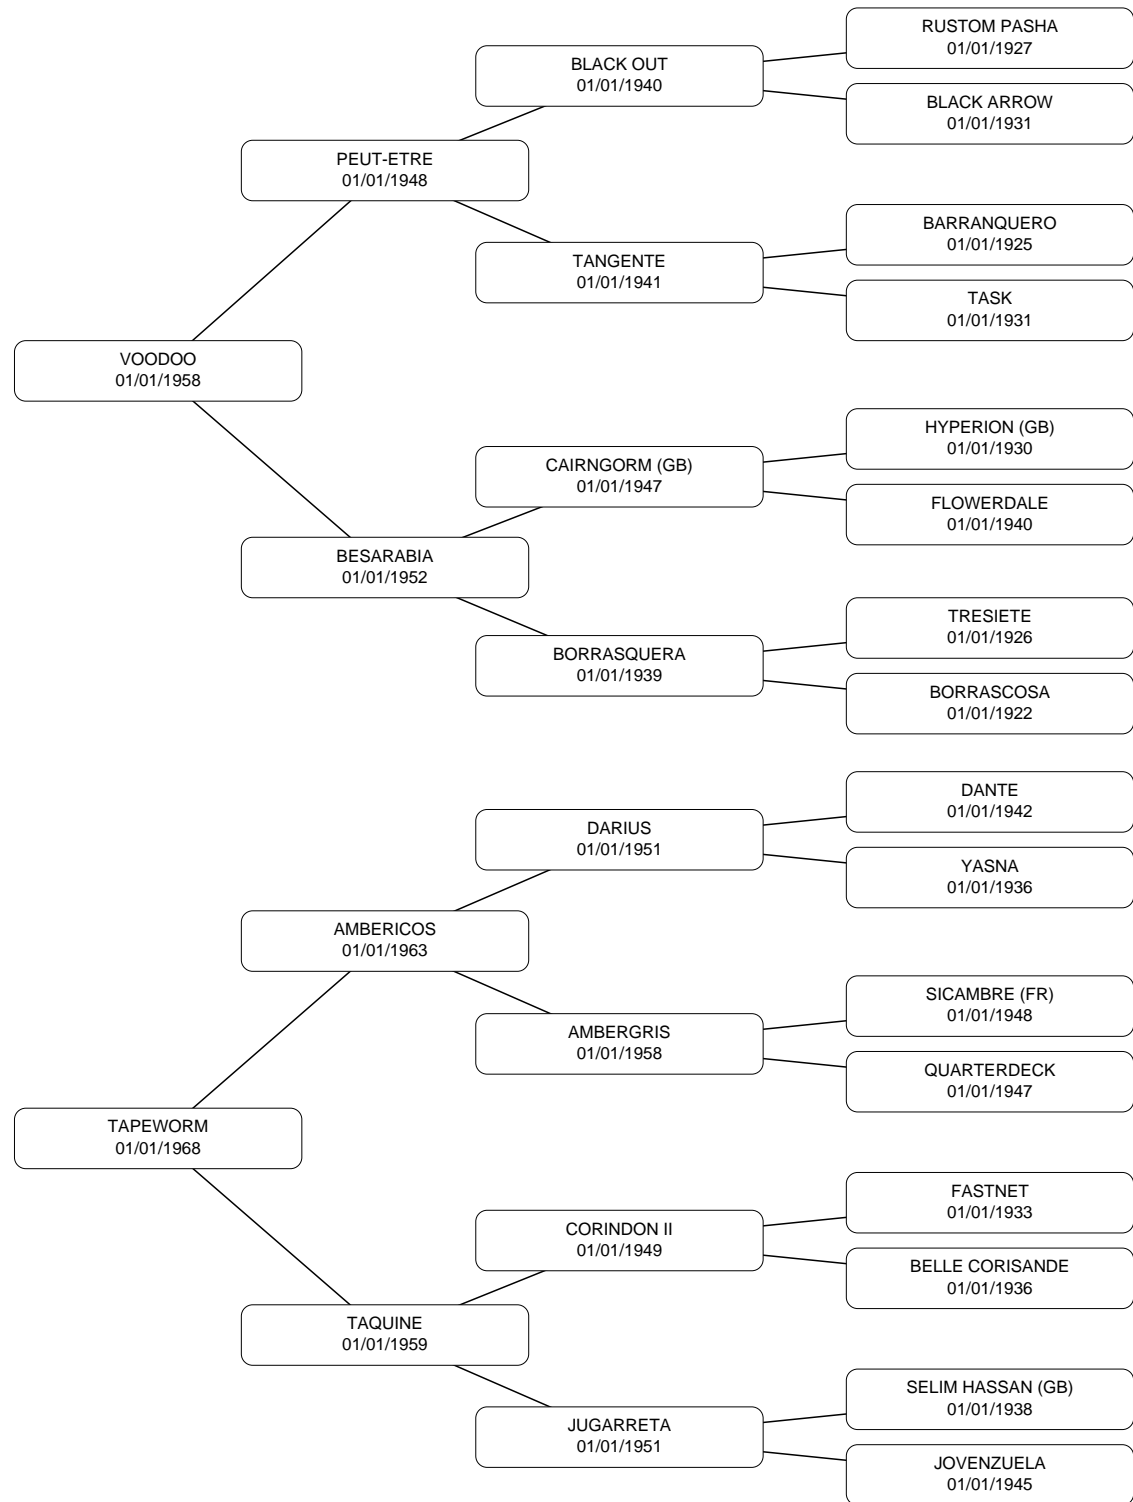 RUSTOM PASHA
01/01/1927
BLACK OUT
01/01/1940
BLACK ARROW
01/01/1931
PEUT-ETRE
01/01/1948
BARRANQUERO
01/01/1925
TANGENTE
01/01/1941
TASK
01/01/1931
VOODOO
01/01/1958
HYPERION (GB)
01/01/1930
CAIRNGORM (GB)
01/01/1947
FLOWERDALE
01/01/1940
BESARABIA
01/01/1952
TRESIETE
01/01/1926
BORRASQUERA
01/01/1939
BORRASCOSA
01/01/1922
DANTE
01/01/1942
DARIUS
01/01/1951
YASNA
01/01/1936
AMBERICOS
01/01/1963
SICAMBRE (FR)
01/01/1948
AMBERGRIS
01/01/1958
QUARTERDECK
01/01/1947
TAPEWORM
01/01/1968
FASTNET
01/01/1933
CORINDON II
01/01/1949
BELLE CORISANDE
01/01/1936
TAQUINE
01/01/1959
SELIM HASSAN (GB)
01/01/1938
JUGARRETA
01/01/1951
JOVENZUELA
01/01/1945